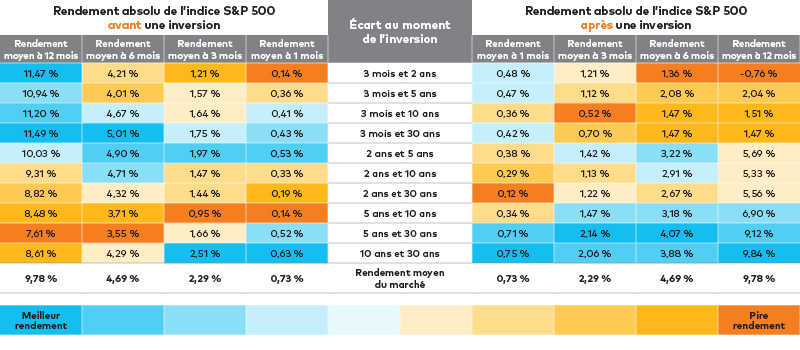 Rendement absolu de l'indice S&P 500
avant une inversion
Écart au moment
de l'inversion
Rendement absolu de l'indice S&P 500
après une inversion
Rendement
moyen à 12 mois
Rendement
moyen à 6 mois
Rendement
moyen à 3 mois
Rendement
moyen à 1 mois
Rendement
moyen à 1 mois
Rendement
moyen à 3 mois
Rendement
moyen à 6 mois
Rendement
moyen à 12 mois
11,47 % 4,21 % 1,21 % 0,14 % 3 mois et 2 ans 0,48 % 1,21 % 1,36 % -0,76 %
10,94 % 4,01 % 1,57 % 0,36 % 3 mois et 5 ans 0,47 % 1,12 % 2,08 % 2,04 %
11,20 % 4,67 % 1,64 % 0,41 % 3 mois et 10 ans 0,36 % 0,52 % 1,47 % 1,51 %
11,49 % 5,01 % 1,75 % 0,43 % 3 mois et 30 ans 0,42 % 0,70 % 1,47 % 1,47 %
10,03 % 4,90 % 1,97 % 0,53 % 2 ans et 5 ans 0,38 % 1,42 % 3,22 % 5,69 %
9,31 % 4,71 % 1,47 % 0,33 % 2 ans et 10 ans 0,29 % 1,13 % 2,91 % 5,33 %
8,82 % 4,32 % 1,44 % 0,19 % 2 ans et 30 ans 0,12 % 1,22 % 2,67 % 5,56 %
8,48 % 3,71 % 0,95 % 0,14 % 5 ans et 10 ans 0,34 % 1,47 % 3,18 % 6,90 %
7,61 % 3,55 % 1,66 % 0,52 % 5 ans et 30 ans 0,71 % 2,14 % 4,07 % 9,12 %
8,61 % 4,29 % 2,51 % 0,63 % 10 ans et 30 ans 0,75 % 2,06 % 3,88 % 9,84 %
9,78 % 4,69 % 2,29 % 0,73 % Rendement moyen
du marché
0,73 % 2,29 % 4,69 % 9,78 %
Meilleur
rendement
Pire
rendement